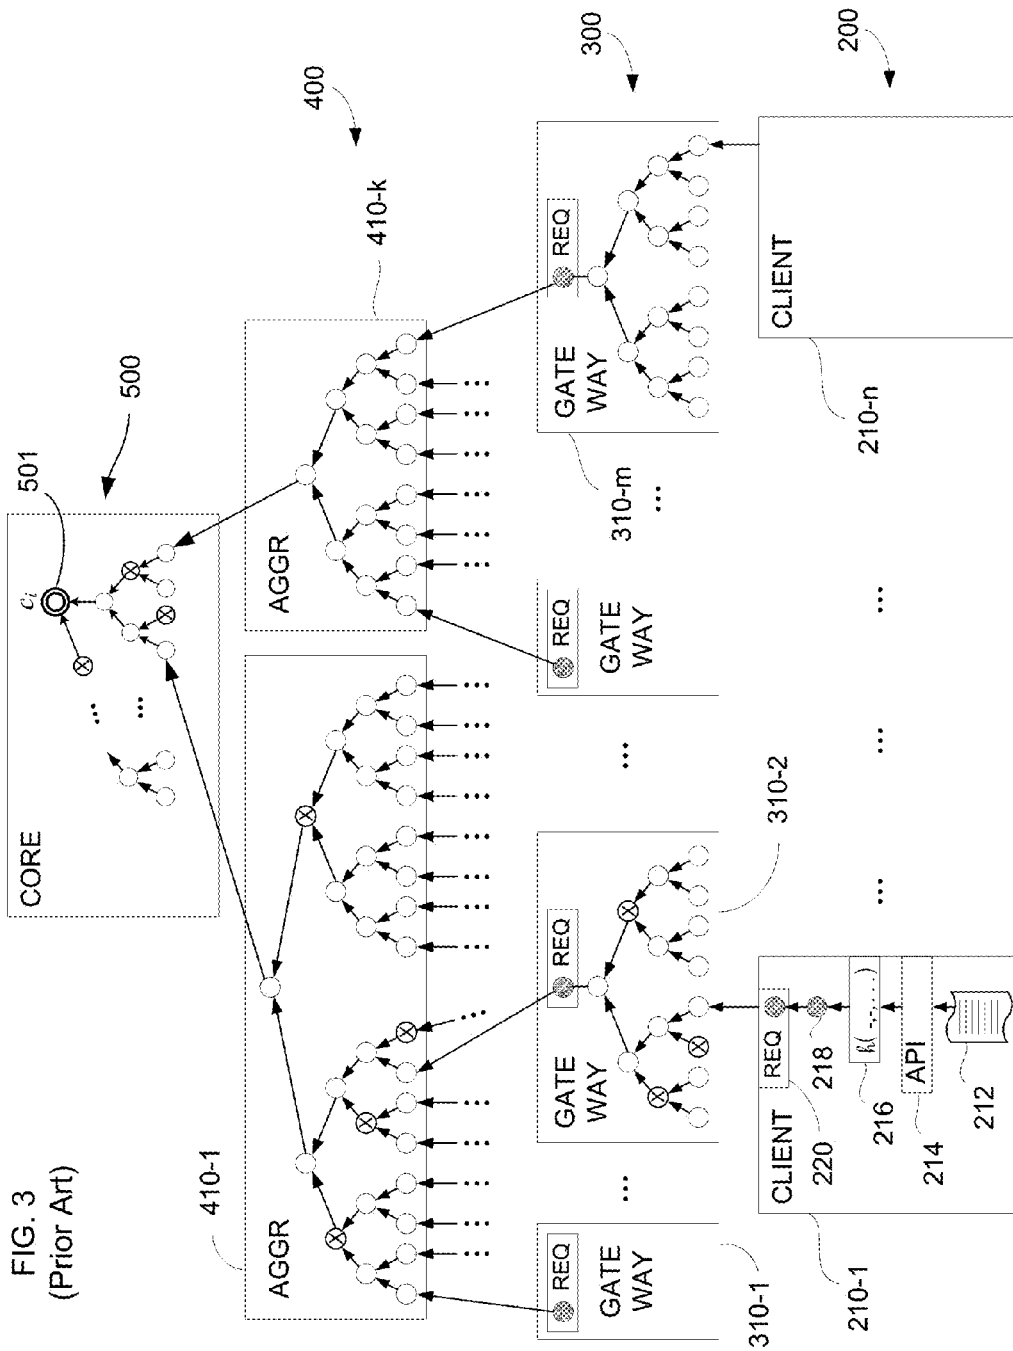 FIG. 3
(Prior Art)
CORE
c_i
501
500
410-1
AGGR
AGGR
410-k
400
REQ
GATE
WAY
310-1
...
REQ
GATE
WAY
310-2
...
REQ
GATE
WAY
...
REQ
GATE
WAY
310-m
300
CLIENT
REQ
220
218
h( -,-,...)
216
API
214
212
210-1
...
...
...
CLIENT
210-n
200